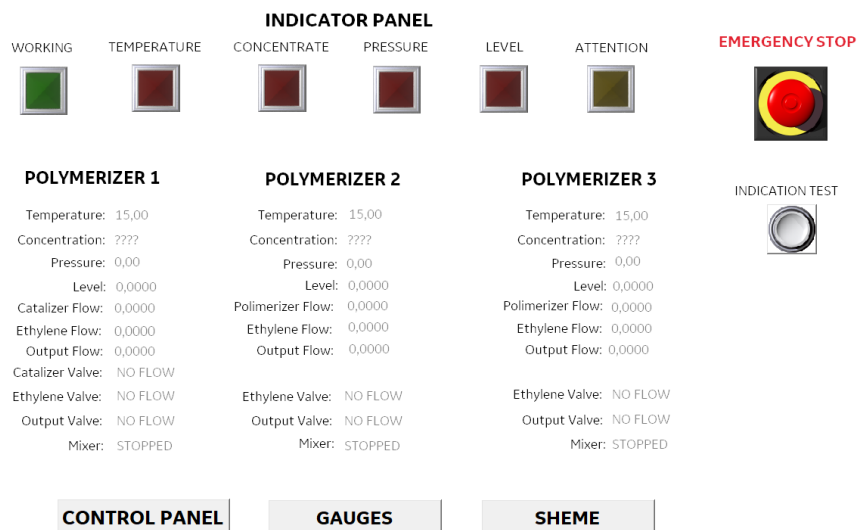 INDICATOR PANEL
WORKING
TEMPERATURE
CONCENTRATE
PRESSURE
LEVEL
ATTENTION
EMERGENCY STOP
INDICATION TEST
POLYMERIZER 1
Temperature: 15,00
Concentration: ????
Pressure: 0,00
Level: 0,0000
Catalizer Flow: 0,0000
Ethylene Flow: 0,0000
Output Flow: 0,0000
Catalizer Valve: NO FLOW
Ethylene Valve: NO FLOW
Output Valve: NO FLOW
Mixer: STOPPED
POLYMERIZER 2
Temperature: 15,00
Concentration: ????
Pressure: 0,00
Level: 0,0000
Polimerizer Flow: 0,0000
Ethylene Flow: 0,0000
Output Flow: 0,0000
Ethylene Valve: NO FLOW
Output Valve: NO FLOW
Mixer: STOPPED
POLYMERIZER 3
Temperature: 15,00
Concentration: ????
Pressure: 0,00
Level: 0,0000
Polimerizer Flow: 0,0000
Ethylene Flow: 0,0000
Output Flow: 0,0000
Ethylene Valve: NO FLOW
Output Valve: NO FLOW
Mixer: STOPPED
CONTROL PANEL
GAUGES
SHEME